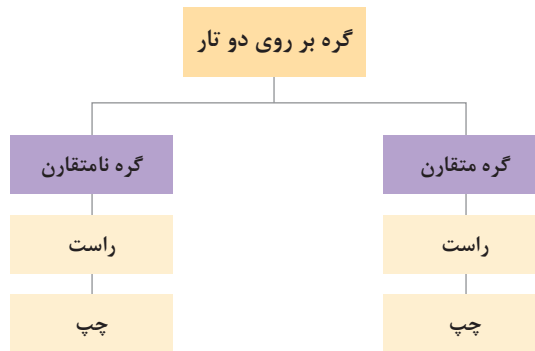 گره بر روی دو تار
گره متقارن
راست
چپ
گره نامتقارن
راست
چپ